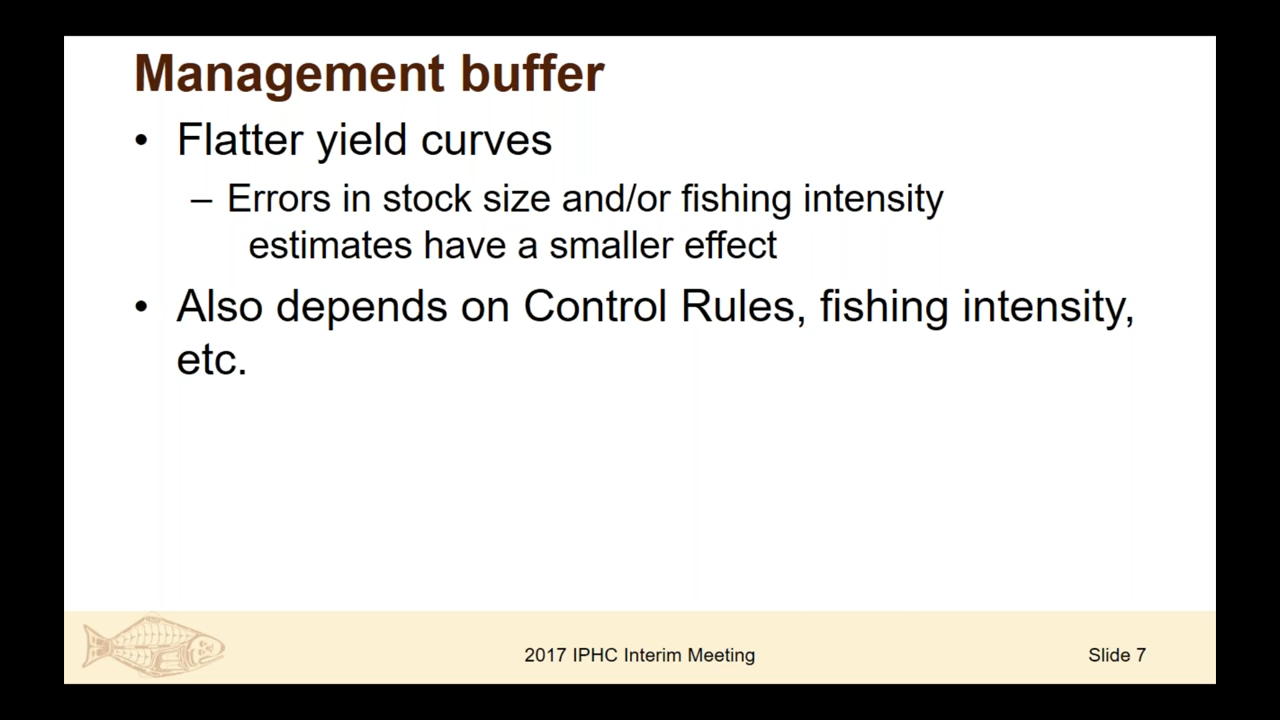 Management buffer
• Flatter yield curves
– Errors in stock size and/or fishing intensity
estimates have a smaller effect
• Also depends on Control Rules, fishing intensity,
etc.
2017 IPHC Interim Meeting
Slide 7